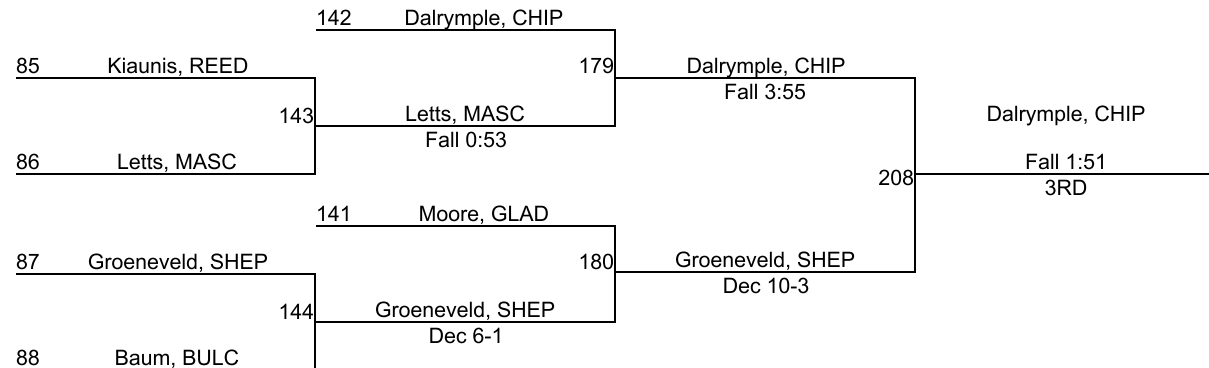 142 Dalrymple, CHIP
85 Kiaunis, REED
179 Dalrymple, CHIP
Fall 3:55
143 Letts, MASC
Fall 0:53
Dalrymple, CHIP
86 Letts, MASC
Fall 1:51
208
3RD
141 Moore, GLAD
87 Groeneveld, SHEP
180 Groeneveld, SHEP
Dec 10-3
144 Groeneveld, SHEP
Dec 6-1
88 Baum, BULC